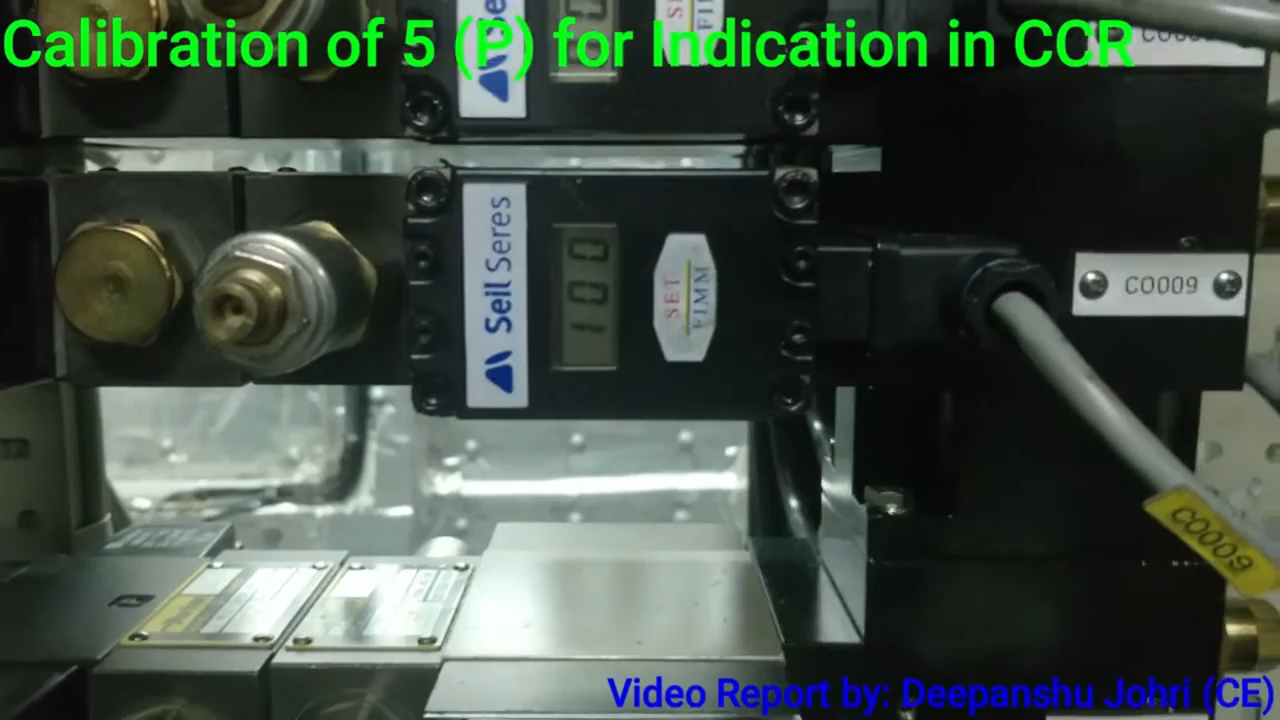 Calibration of 5 (P) for Indication in CCR
SE
Seil Seres
100
SET
FIMM
CO009
CO009
Video Report by: Deepanshu Johri (CE)